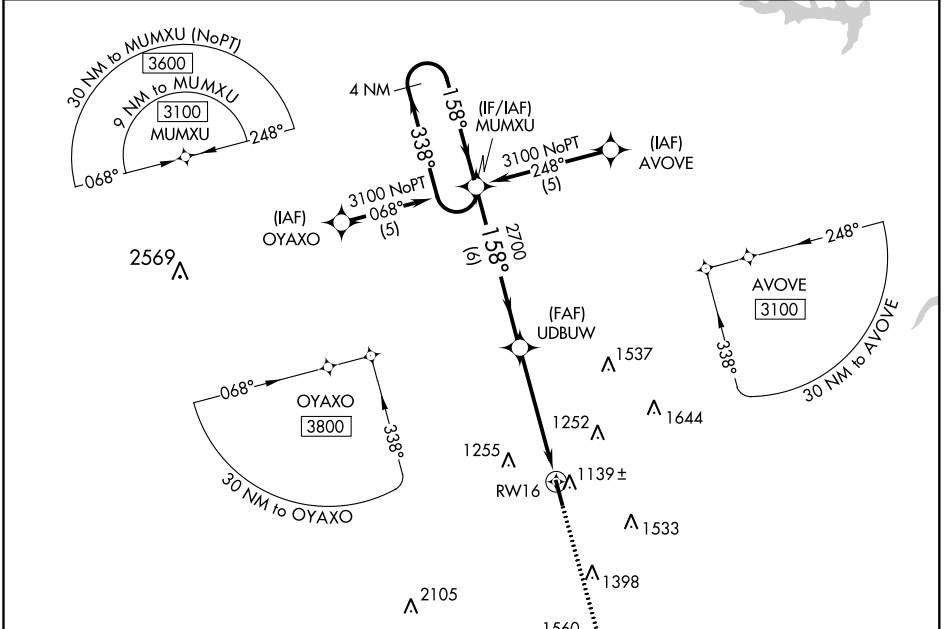 30 NM to MUMXU (NoPT)
3600
9 NM to MUMXU
3100
MUMXU
068°
248°
4 NM
158°
338°
(IF/IAF)
MUMXU
3100 NoPT
248°
(5)
(IAF)
AVOVE
3100 NoPT
068°
(5)
(IAF)
OYAXO
2569
2700
158°
(6)
(FAF)
UDBUW
248°
AVOVE
3100
338°
30 NM to AVOVE
068°
OYAXO
3800
338°
30 NM to OYAXO
1537
1644
1252
1255
RW16
1139 ±
1533
1398
2105
1560